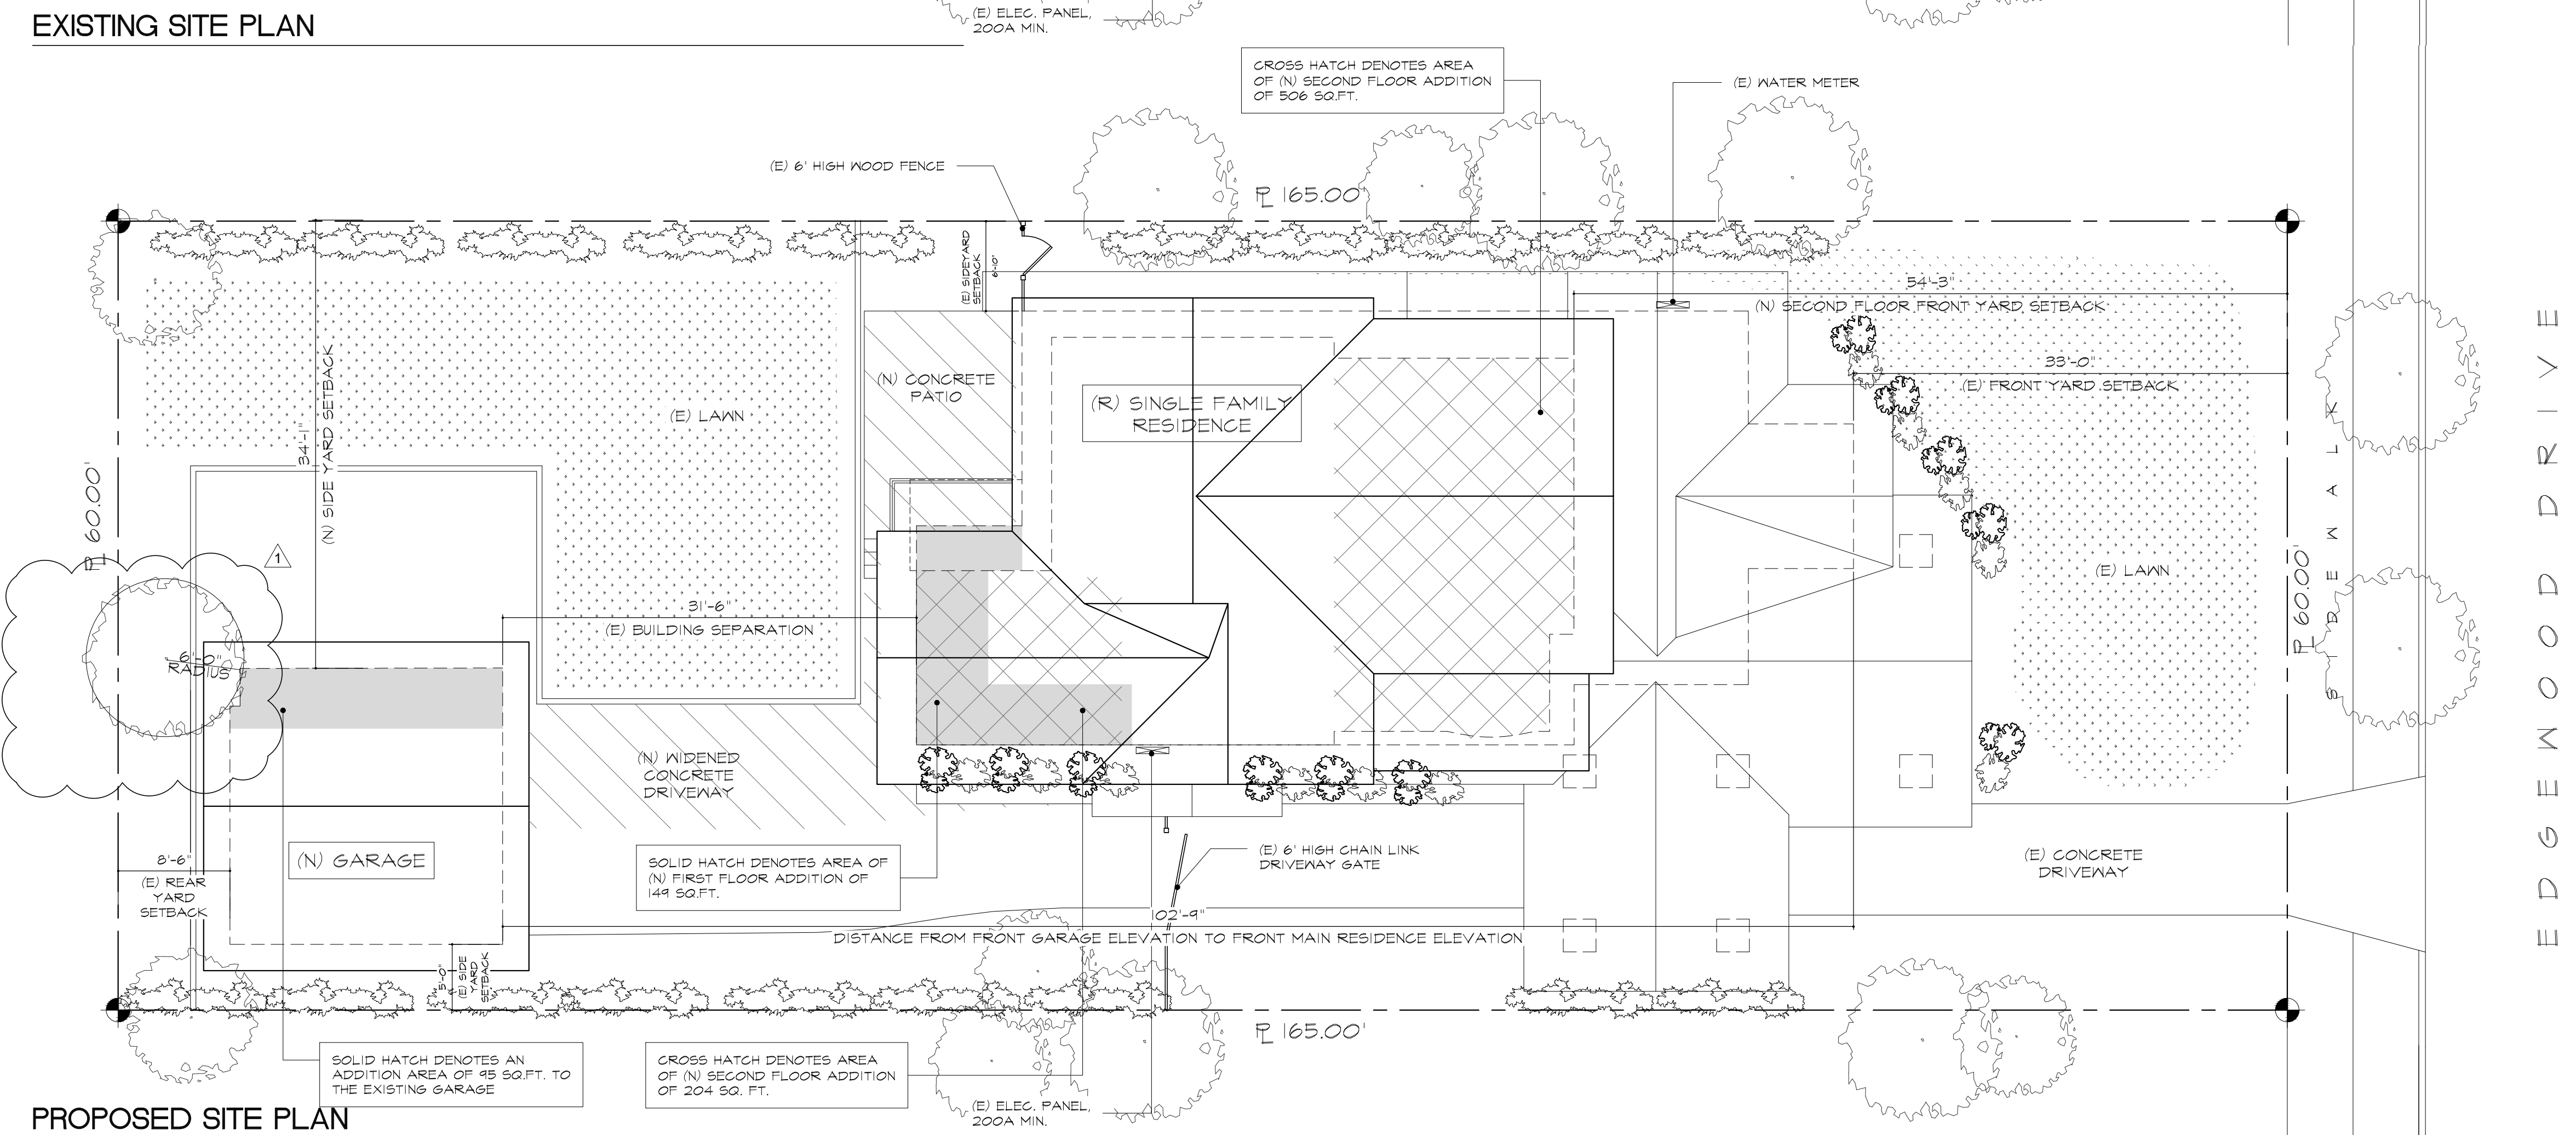 EXISTING SITE PLAN
(E) ELEC. PANEL,
200A MIN.
CROSS HATCH DENOTES AREA
OF (N) SECOND FLOOR ADDITION
OF 506 SQ.FT.
(E) WATER METER
(E) 6' HIGH WOOD FENCE
PL 165.00'
(E) SIDEYARD
SETBACK
6'-10"
54'-3"
(N) SECOND FLOOR FRONT YARD SETBACK
33'-0"
(E) FRONT YARD SETBACK
34'-1"
(N) SIDE YARD SETBACK
(E) LAWN
(N) CONCRETE
PATIO
(R) SINGLE FAMILY
RESIDENCE
PL 60.00'
1
6'-0"
RADIUS
31'-6"
(E) BUILDING SEPARATION
(E) LAWN
PL 60.00'
SIDEWALK
EDGEWOOD DRIVE
(N) WIDENED
CONCRETE
DRIVEWAY
8'-6"
(E) REAR
YARD
SETBACK
(N) GARAGE
SOLID HATCH DENOTES AREA OF
(N) FIRST FLOOR ADDITION OF
149 SQ.FT.
(E) 6' HIGH CHAIN LINK
DRIVEWAY GATE
(E) CONCRETE
DRIVEWAY
102'-9"
DISTANCE FROM FRONT GARAGE ELEVATION TO FRONT MAIN RESIDENCE ELEVATION
5'-0"
(E) SIDE
YARD
SETBACK
PL 165.00'
SOLID HATCH DENOTES AN
ADDITION AREA OF 95 SQ.FT. TO
THE EXISTING GARAGE
CROSS HATCH DENOTES AREA
OF (N) SECOND FLOOR ADDITION
OF 204 SQ. FT.
(E) ELEC. PANEL,
200A MIN.
PROPOSED SITE PLAN